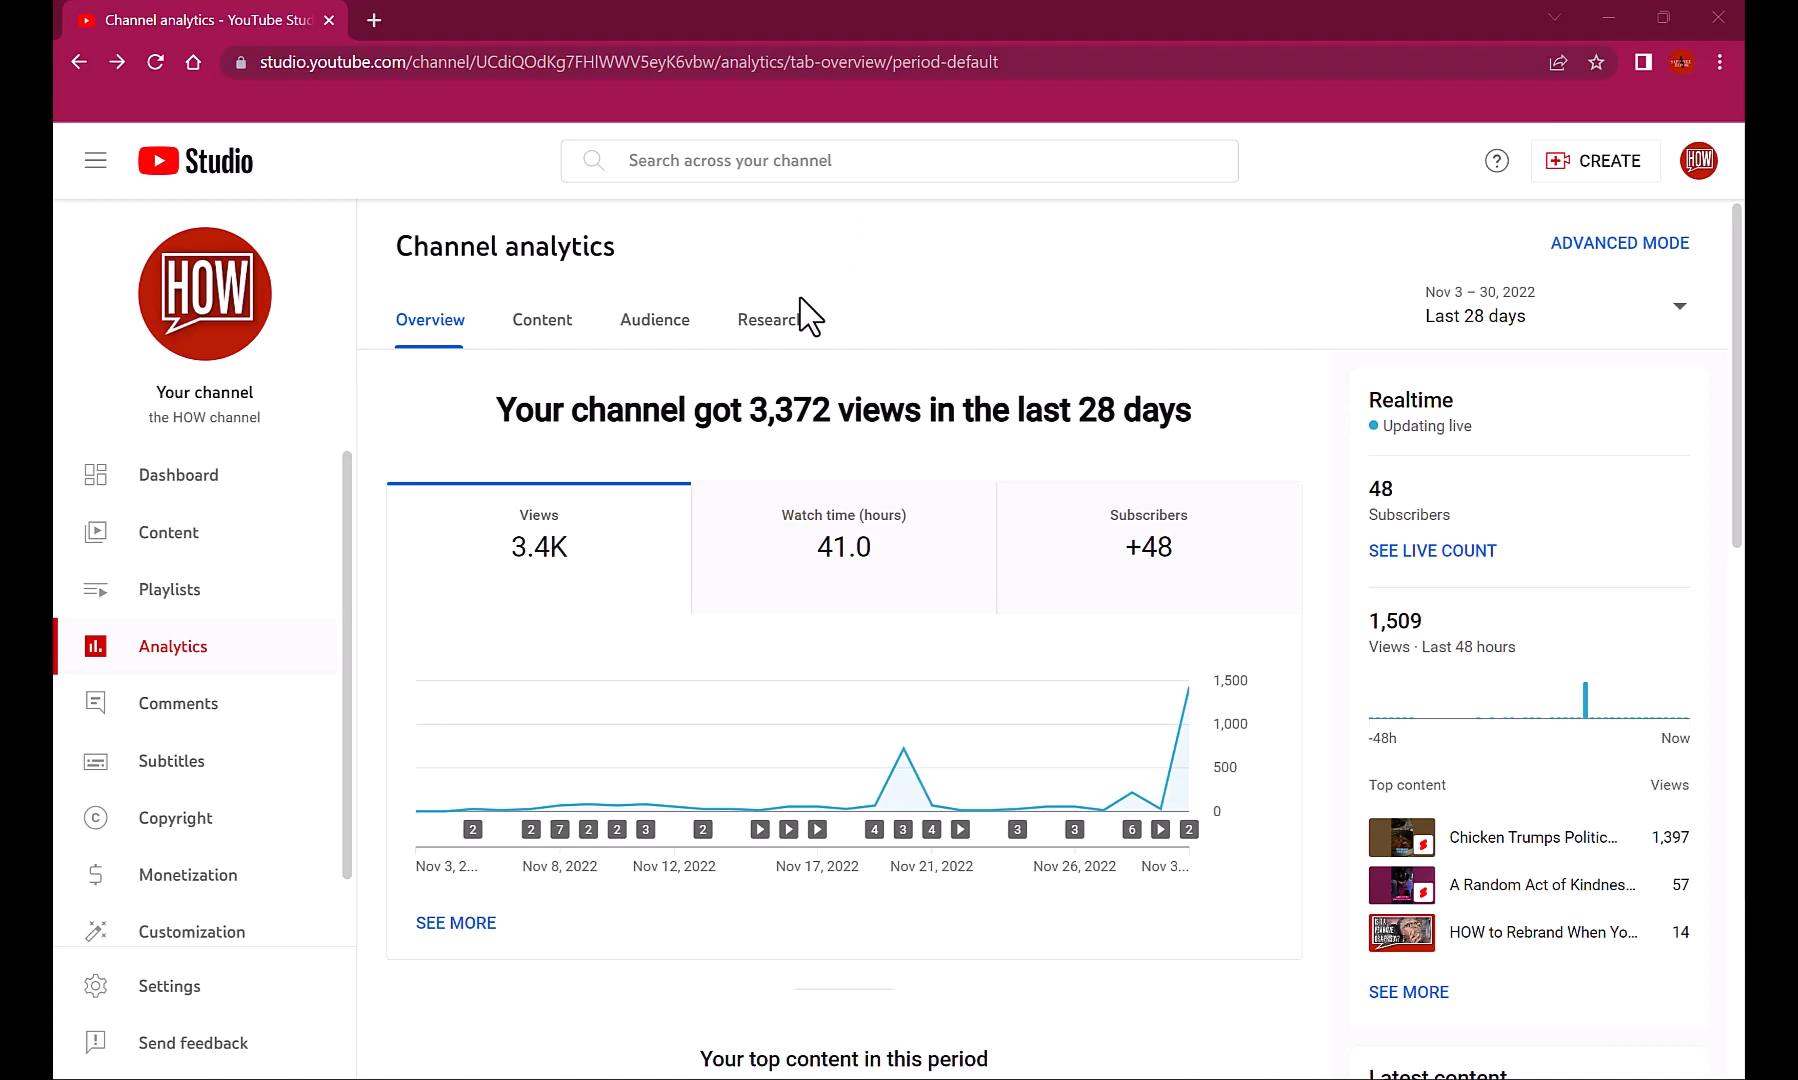 Channel analytics - YouTube Stud
studio.youtube.com/channel/UCdiQOdKg7FHlWWV5eyK6vbw/analytics/tab-overview/period-default
Studio
Search across your channel
?
CREATE
HOW
HOW
Your channel
the HOW channel
Dashboard
Content
Playlists
Analytics
Comments
Subtitles
Copyright
Monetization
Customization
Settings
Send feedback
Channel analytics
ADVANCED MODE
Nov 3 – 30, 2022
Last 28 days
Overview
Content
Audience
Research
Your channel got 3,372 views in the last 28 days
Views
3.4K
Watch time (hours)
41.0
Subscribers
+48
1,500
1,000
500
0
2 2 7 2 2 3 2 4 3 4 3 3 6 2
Nov 3, 2... Nov 8, 2022 Nov 12, 2022 Nov 17, 2022 Nov 21, 2022 Nov 26, 2022 Nov 3...
SEE MORE
Your top content in this period
Realtime
Updating live
48
Subscribers
SEE LIVE COUNT
1,509
Views · Last 48 hours
-48h Now
Top content Views
Chicken Trumps Politic... 1,397
A Random Act of Kindnes... 57
HOW to Rebrand When Yo... 14
SEE MORE
Latest content